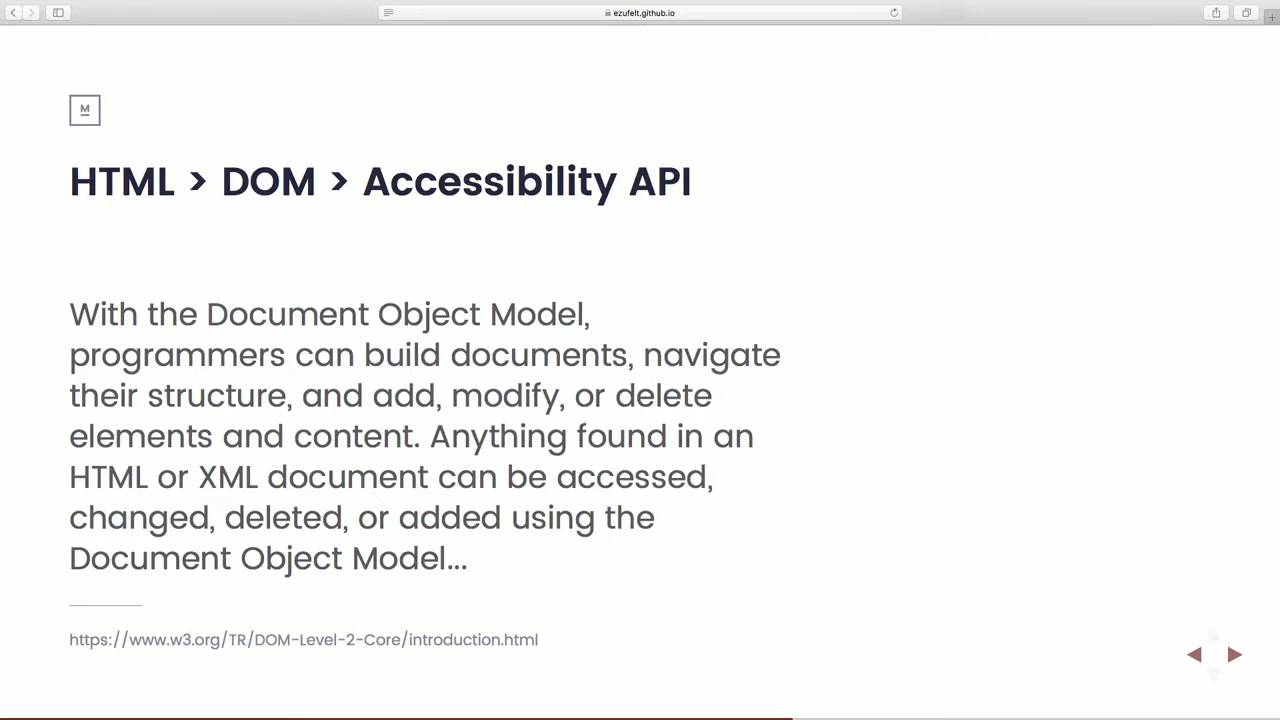 ezufelt.github.io
M
HTML > DOM > Accessibility API
With the Document Object Model,
programmers can build documents, navigate
their structure, and add, modify, or delete
elements and content. Anything found in an
HTML or XML document can be accessed,
changed, deleted, or added using the
Document Object Model...
https://www.w3.org/TR/DOM-Level-2-Core/introduction.html